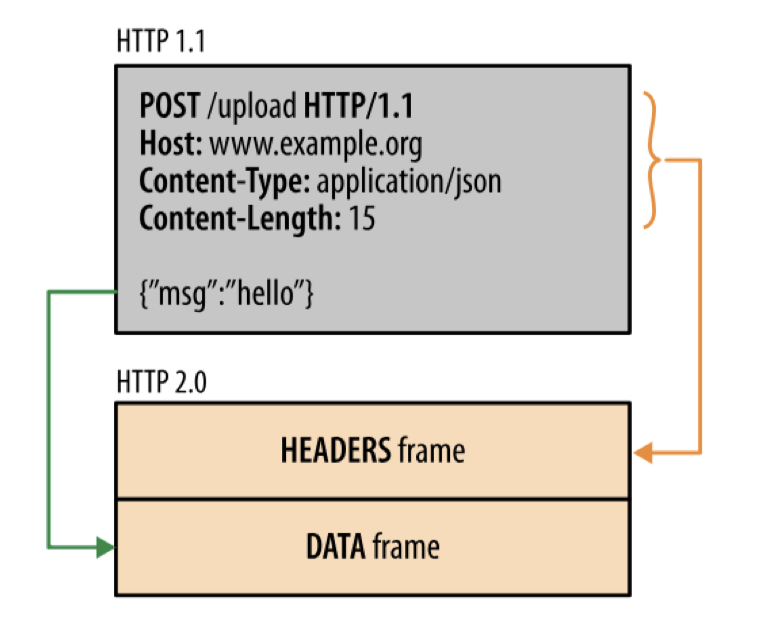 HTTP 1.1
POST /upload HTTP/1.1
Host: www.example.org
Content-Type: application/json
Content-Length: 15
{”msg”:”hello”}
HTTP 2.0
HEADERS frame
DATA frame